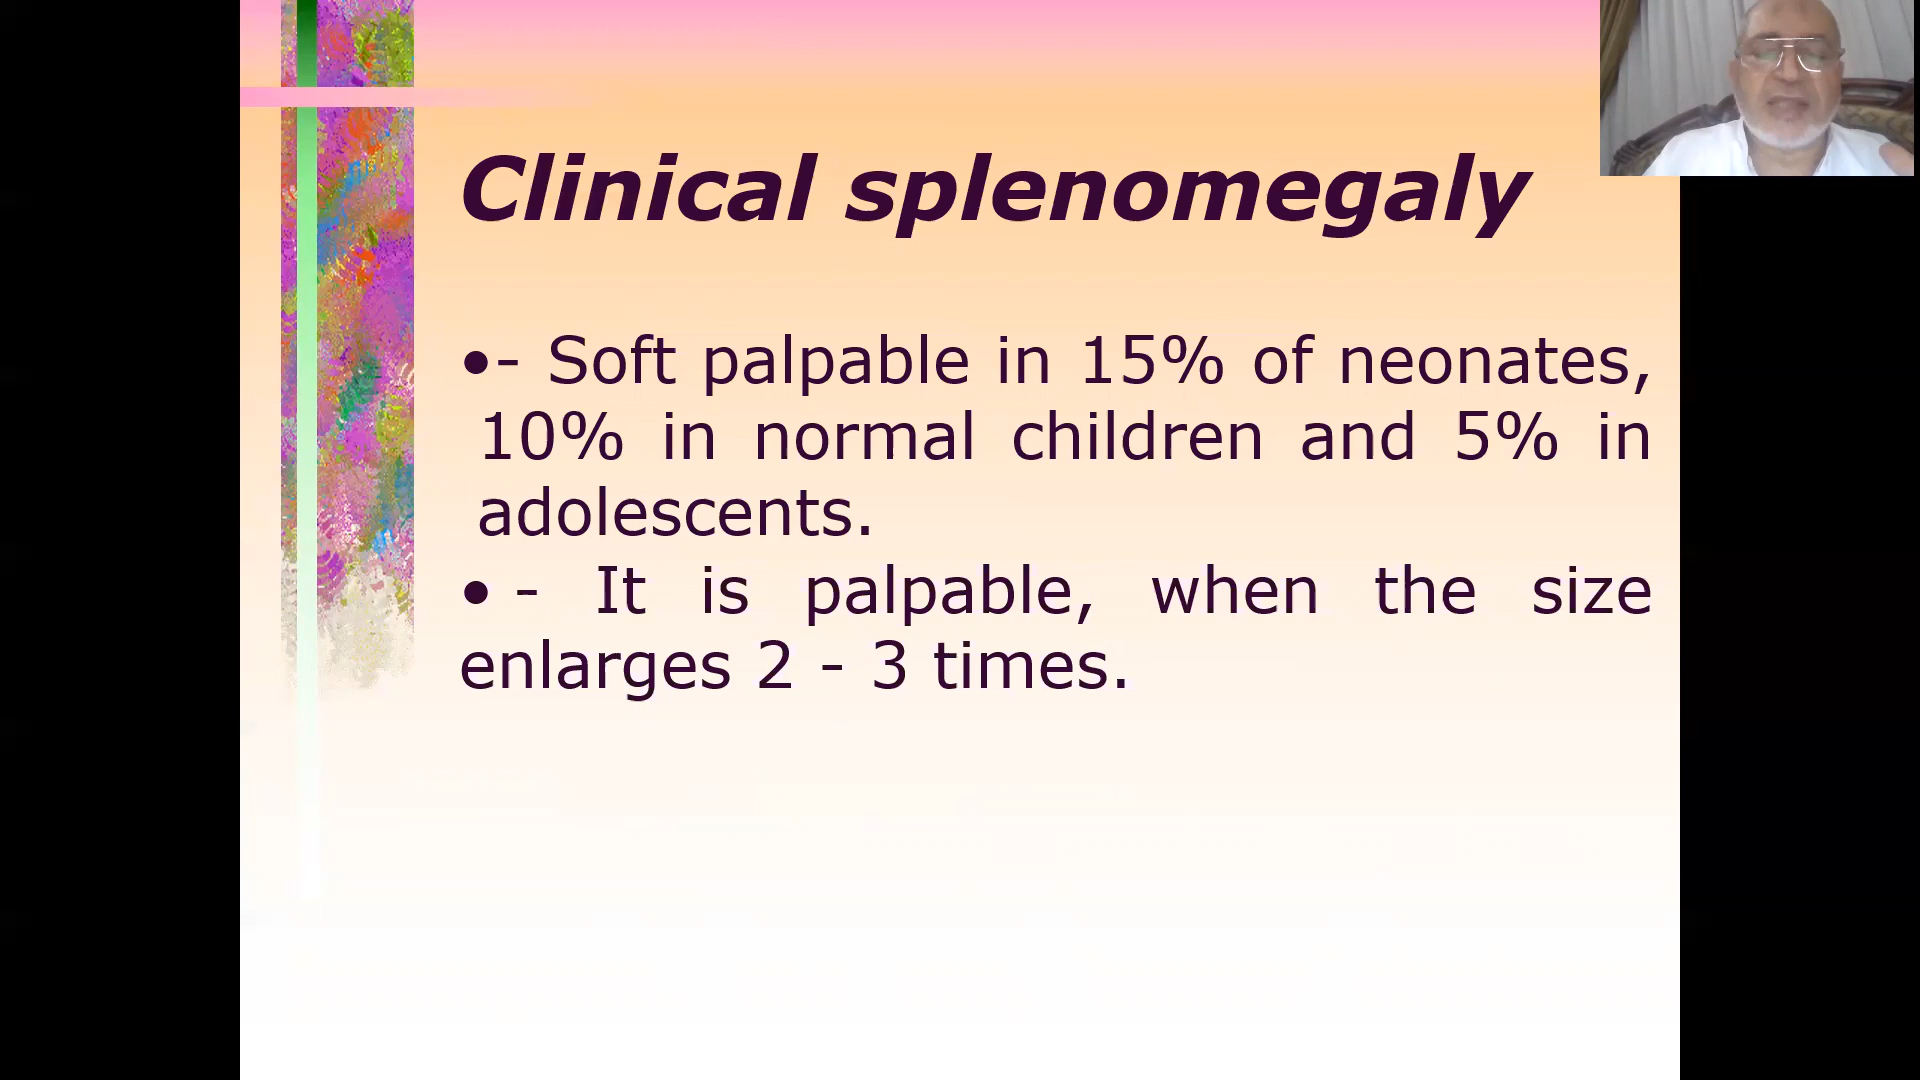 Clinical splenomegaly
•- Soft palpable in 15% of neonates,
10% in normal children and 5% in
adolescents.
• - It is palpable, when the size
enlarges 2 - 3 times.